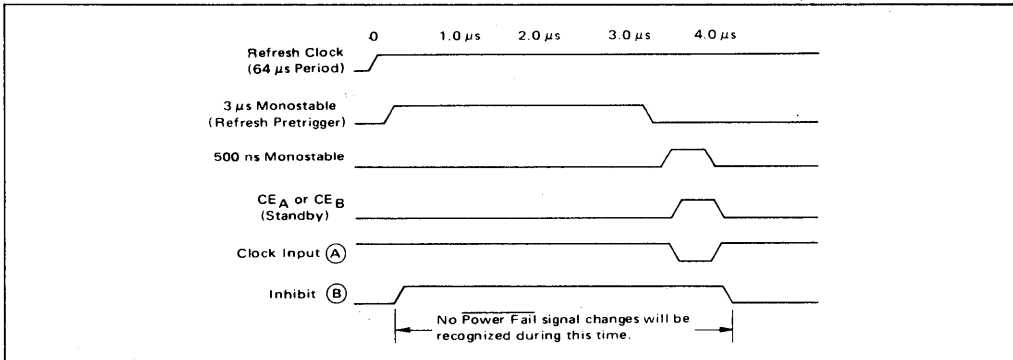 0 1.0 μs 2.0 μs 3.0 μs 4.0 μs
Refresh Clock
(64 μs Period)
3 μs Monostable
(Refresh Pretrigger)
500 ns Monostable
CE A or CE B
(Standby)
Clock Input Ⓐ
Inhibit Ⓑ
No Power Fail signal changes will be
recognized during this time.